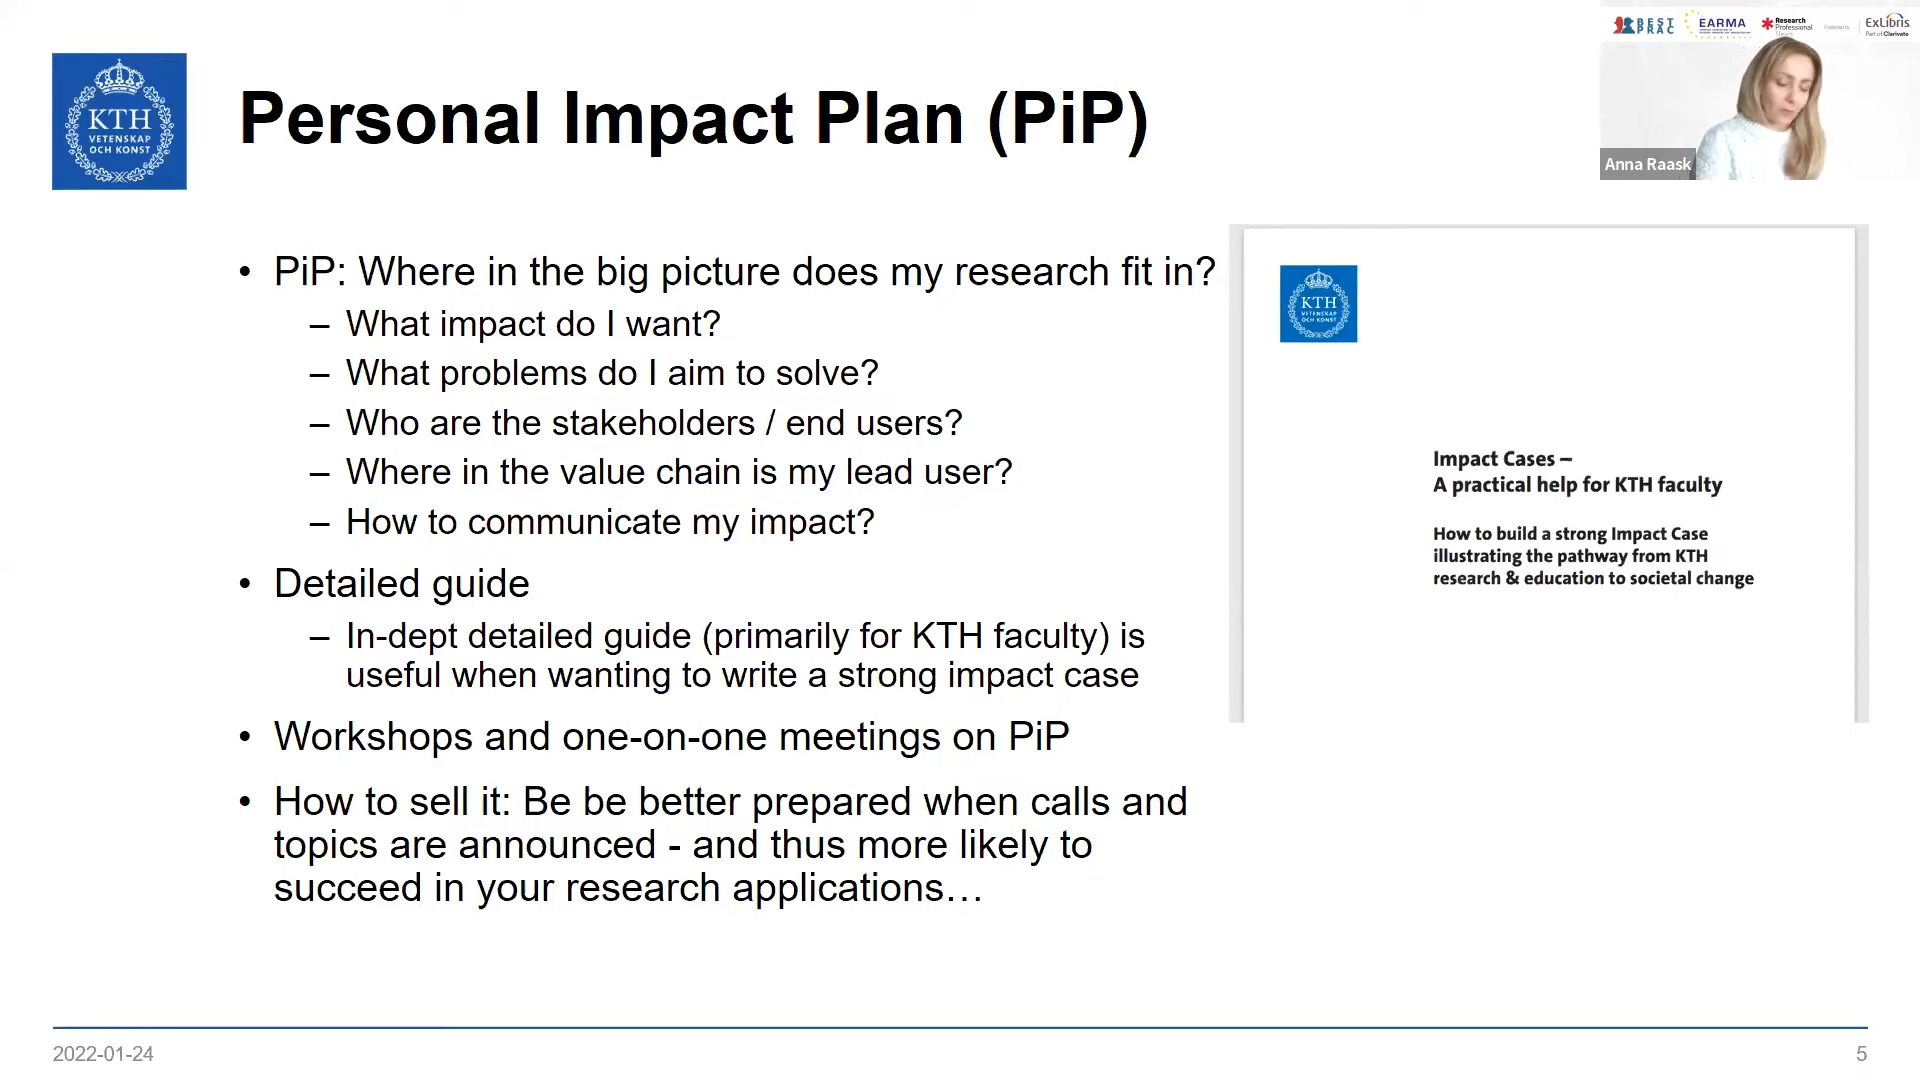 BEST
PRAC
EARMA
Research
Professional
News
ExLibris
Part of Clarivate
KTH
VETENSKAP
OCH KONST
Personal Impact Plan (PiP)
Anna Raask
• PiP: Where in the big picture does my research fit in?
– What impact do I want?
– What problems do I aim to solve?
– Who are the stakeholders / end users?
– Where in the value chain is my lead user?
– How to communicate my impact?
• Detailed guide
– In-dept detailed guide (primarily for KTH faculty) is
useful when wanting to write a strong impact case
• Workshops and one-on-one meetings on PiP
• How to sell it: Be be better prepared when calls and
topics are announced - and thus more likely to
succeed in your research applications…
KTH
VETENSKAP
OCH KONST
Impact Cases –
A practical help for KTH faculty
How to build a strong Impact Case
illustrating the pathway from KTH
research & education to societal change
2022-01-24
5